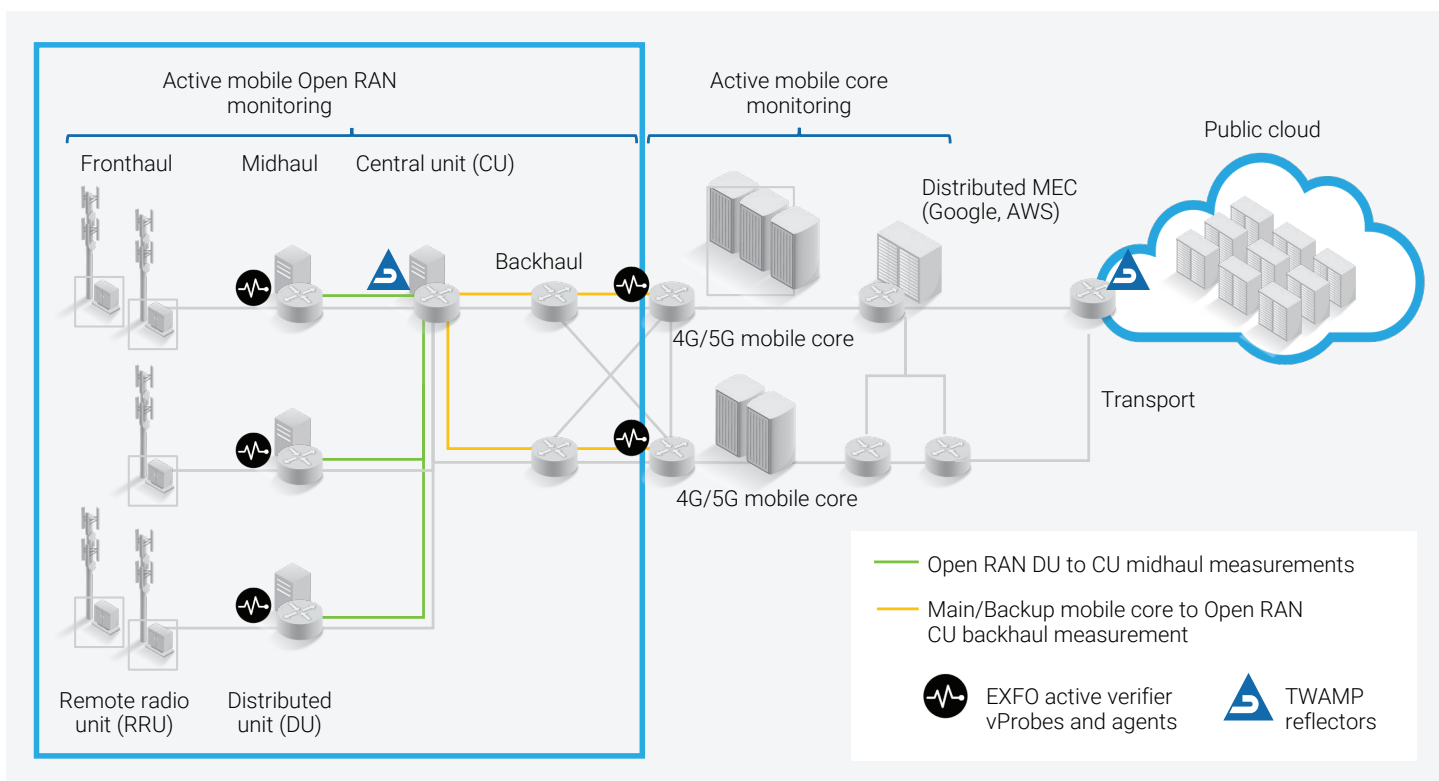 Active mobile Open RAN
monitoring
Active mobile core
monitoring
Public cloud
Fronthaul
Midhaul
Central unit (CU)
Distributed MEC
(Google, AWS)
Backhaul
4G/5G mobile core
Transport
4G/5G mobile core
Open RAN DU to CU midhaul measurements
Main/Backup mobile core to Open RAN
CU backhaul measurement
Remote radio
unit (RRU)
Distributed
unit (DU)
EXFO active verifier
vProbes and agents
TWAMP
reflectors